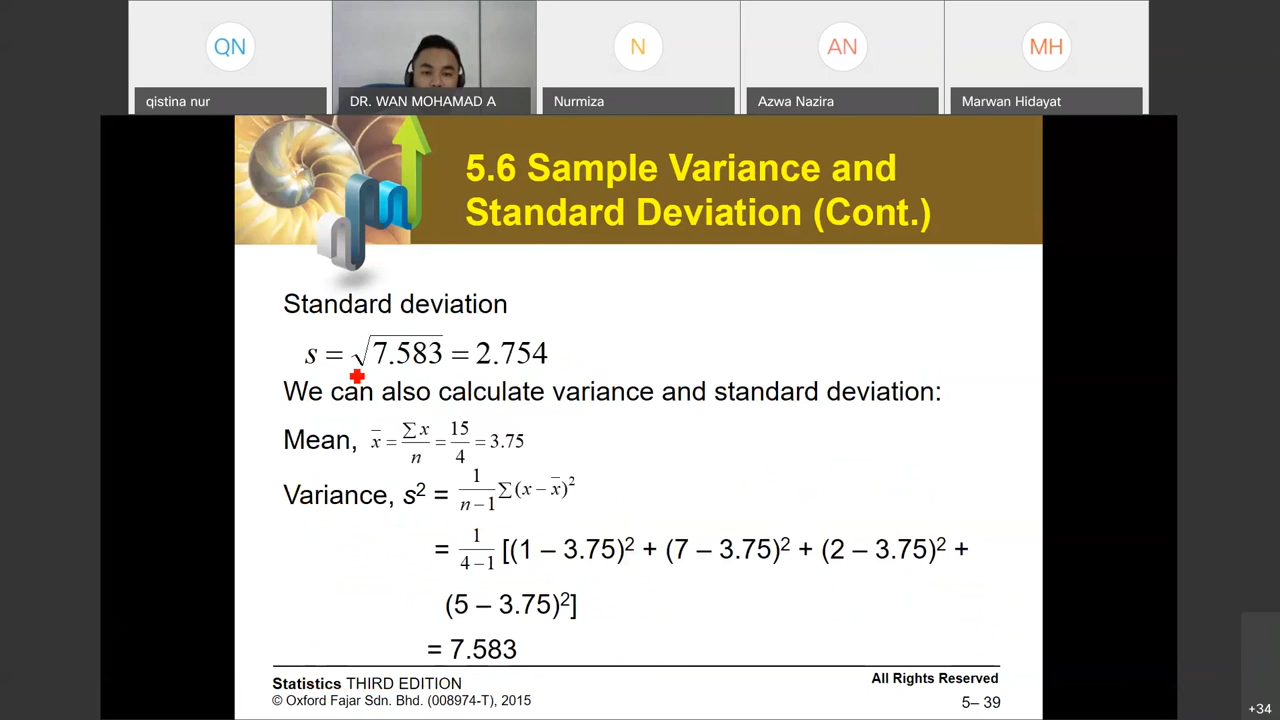 QN
N
AN
MH
qistina nur
DR. WAN MOHAMAD A
Nurmiza
Azwa Nazira
Marwan Hidayat
5.6 Sample Variance and
Standard Deviation (Cont.)
Standard deviation
s = √7.583 = 2.754
We can also calculate variance and standard deviation:
Mean, x̄ = ∑x/n = 15/4 = 3.75
Variance, s² = 1/(n−1) ∑(x − x̄)²
= 1/(4−1) [(1 – 3.75)² + (7 – 3.75)² + (2 – 3.75)² +
(5 – 3.75)²]
= 7.583
Statistics THIRD EDITION
All Rights Reserved
© Oxford Fajar Sdn. Bhd. (008974-T), 2015
5– 39
+34